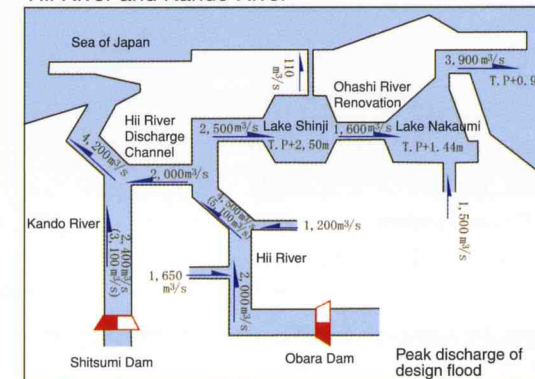 Sea of Japan
110
m³/s
3,900m³/s
T.P+0.9
Ohashi River
Renovation
Hii River
Discharge
Channel
2,500m³/s
Lake Shinji
T.P+2,50m
1,600m³/s
Lake Nakaumi
T.P+1.44m
4,200m³/s
2,000m³/s
4,500m³/s
(5,100m³/s)
1,200m³/s
1,500m³/s
Kando River
2,400m³/s
(3,100m³/s)
Hii River
1,650
m³/s
2,000m³/s
Shitsumi Dam
Obara Dam
Peak discharge of
design flood